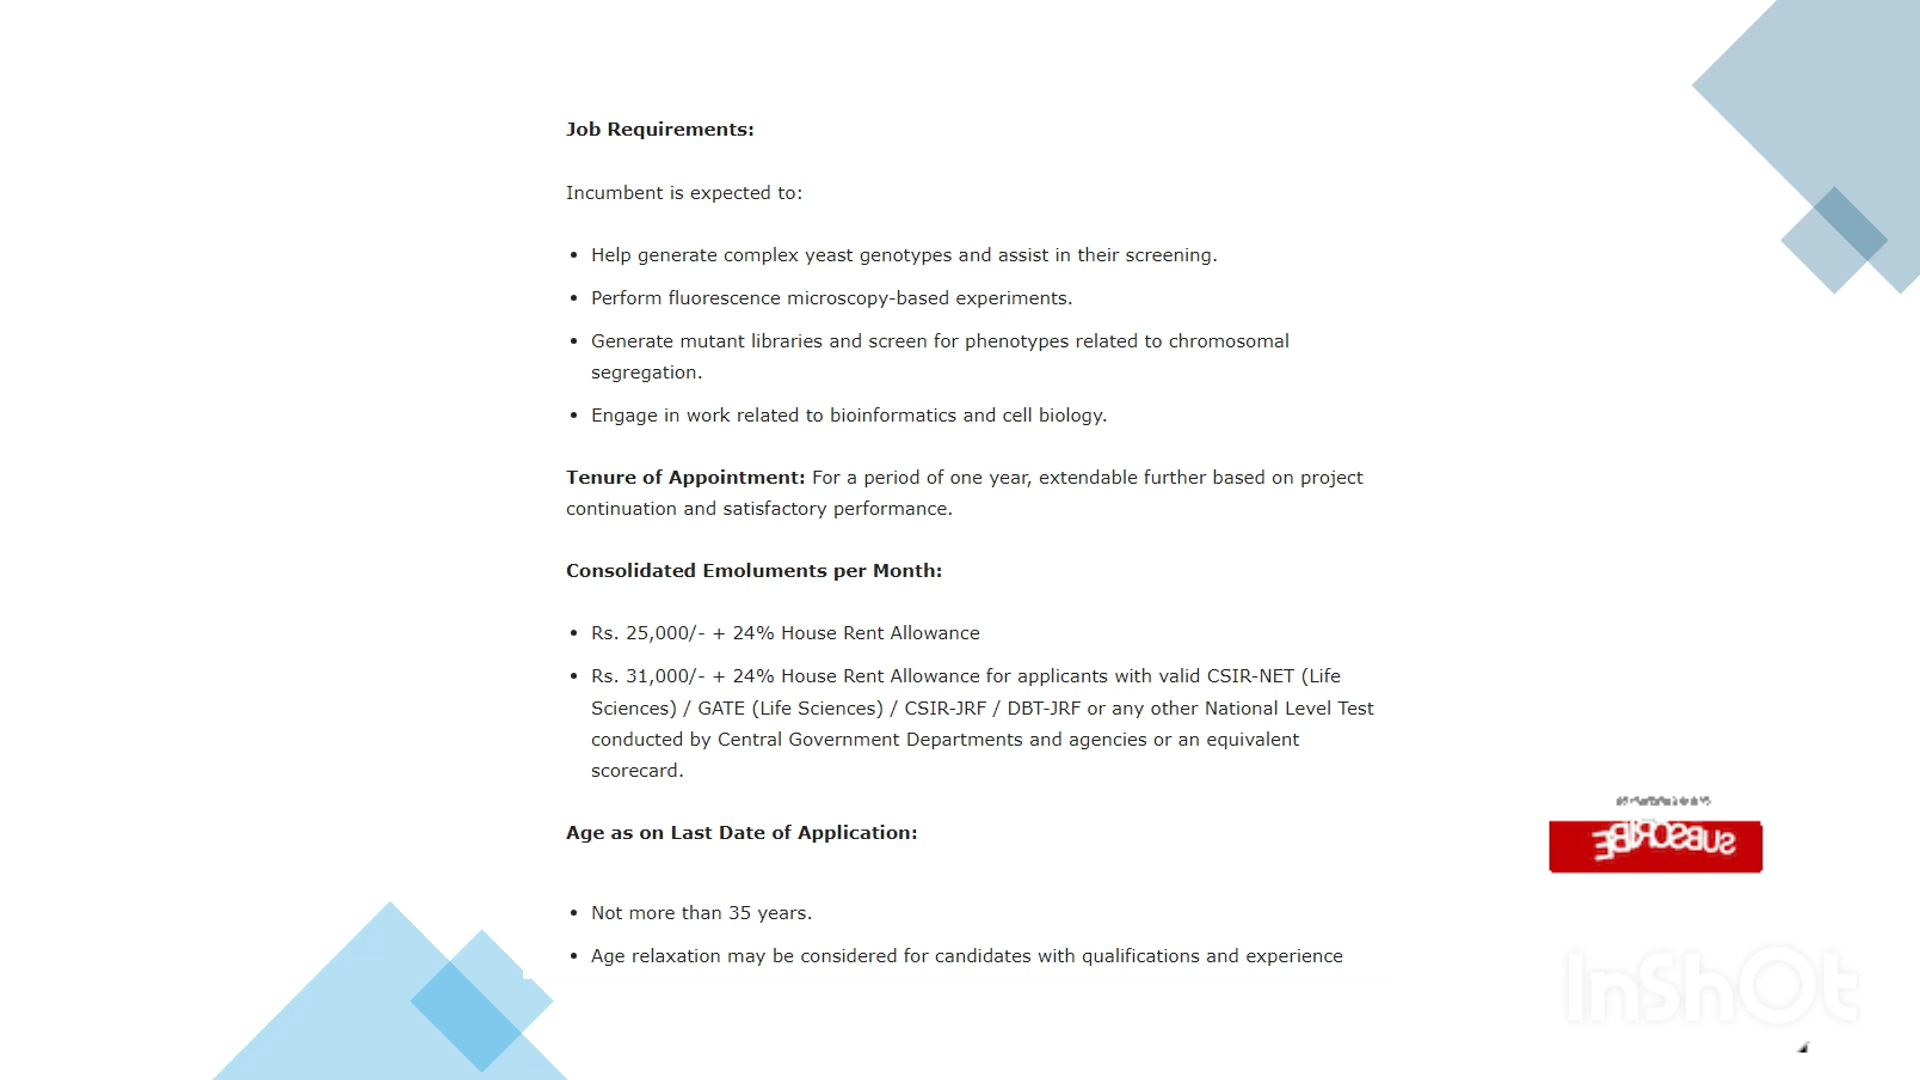 Job Requirements:
Incumbent is expected to:
• Help generate complex yeast genotypes and assist in their screening.
• Perform fluorescence microscopy-based experiments.
• Generate mutant libraries and screen for phenotypes related to chromosomal
segregation.
• Engage in work related to bioinformatics and cell biology.
Tenure of Appointment: For a period of one year, extendable further based on project
continuation and satisfactory performance.
Consolidated Emoluments per Month:
• Rs. 25,000/- + 24% House Rent Allowance
• Rs. 31,000/- + 24% House Rent Allowance for applicants with valid CSIR-NET (Life
Sciences) / GATE (Life Sciences) / CSIR-JRF / DBT-JRF or any other National Level Test
conducted by Central Government Departments and agencies or an equivalent
scorecard.
Age as on Last Date of Application:
• Not more than 35 years.
• Age relaxation may be considered for candidates with qualifications and experience
SUBSCRIBE
InShOt